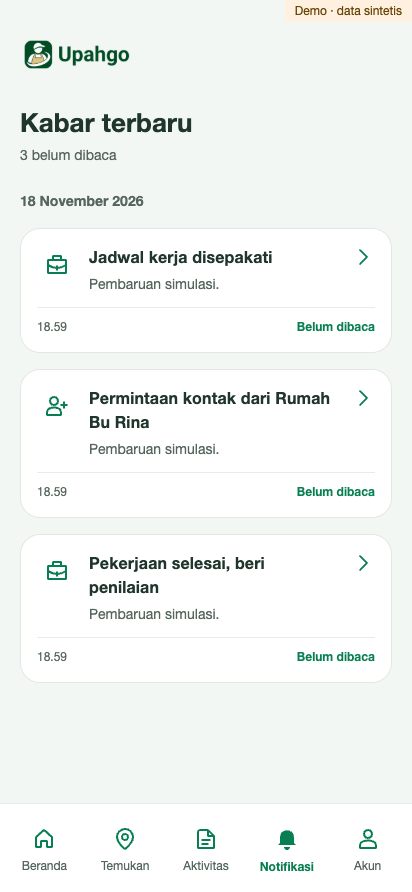 Demo · data sintetis
Upahgo
Kabar terbaru
3 belum dibaca
18 November 2026
Jadwal kerja disepakati
Pembaruan simulasi.
18.59
Belum dibaca
Permintaan kontak dari Rumah
Bu Rina
Pembaruan simulasi.
18.59
Belum dibaca
Pekerjaan selesai, beri
penilaian
Pembaruan simulasi.
18.59
Belum dibaca
Beranda
Temukan
Aktivitas
Notifikasi
Akun